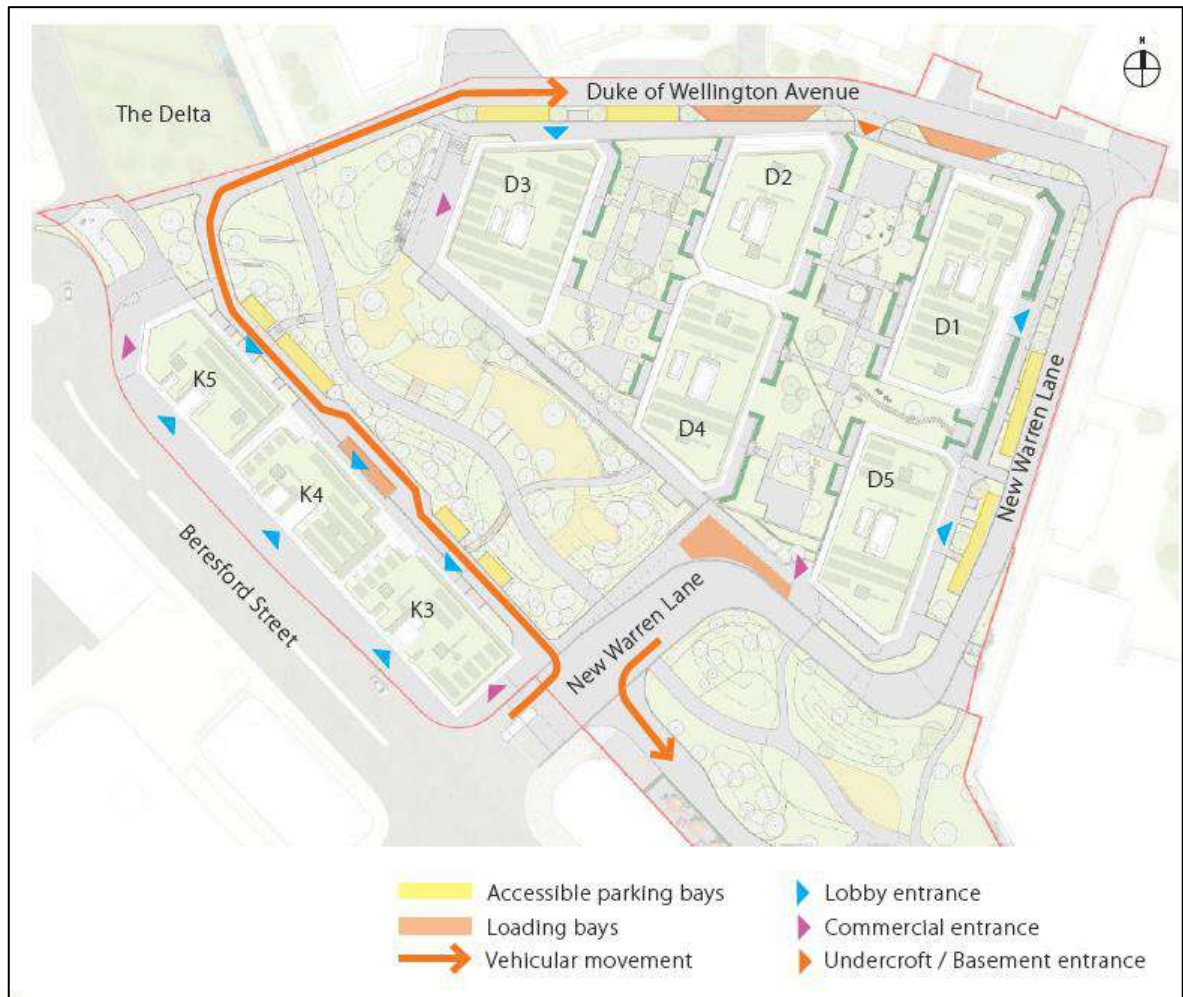 N
Duke of Wellington Avenue
The Delta
D3
D2
D1
K5
D4
New Warren Lane
D5
K4
Beresford Street
K3
New Warren Lane
Accessible parking bays
Lobby entrance
Loading bays
Commercial entrance
Vehicular movement
Undercroft / Basement entrance